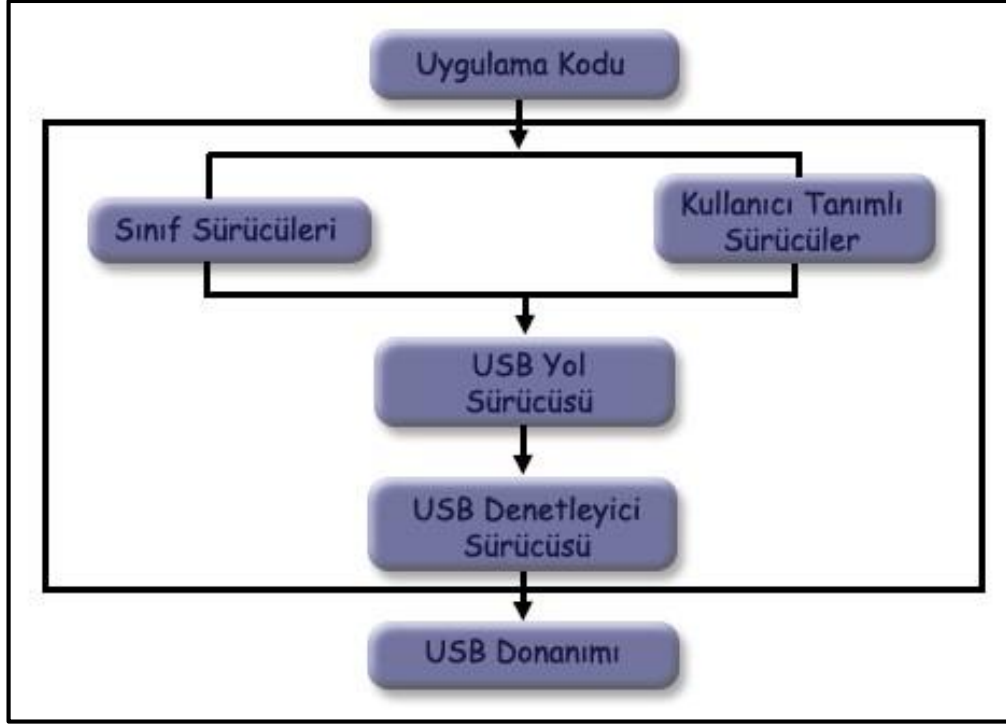 Uygulama Kodu
Sınıf Sürücüleri
Kullanıcı Tanımlı
Sürücüler
USB Yol
Sürücüsü
USB Denetleyici
Sürücüsü
USB Donanımı